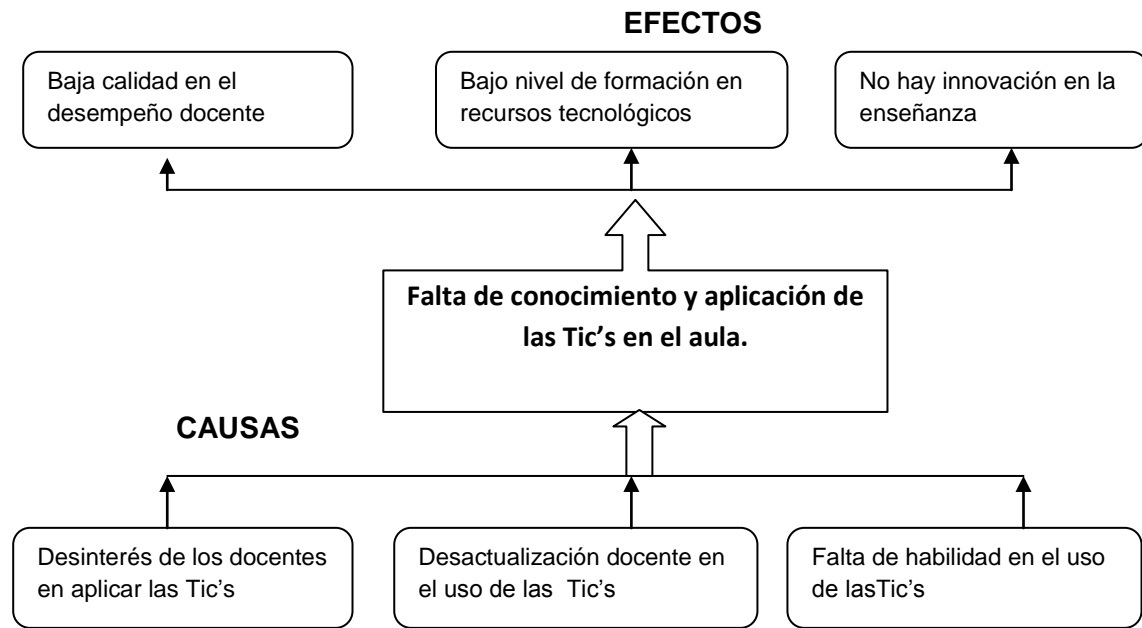 EFECTOS
Baja calidad en el
desempeño docente
Bajo nivel de formación en
recursos tecnológicos
No hay innovación en la
enseñanza
Falta de conocimiento y aplicación de
las Tic’s en el aula.
CAUSAS
Desinterés de los docentes
en aplicar las Tic’s
Desactualización docente en
el uso de las Tic’s
Falta de habilidad en el uso
de lasTic’s